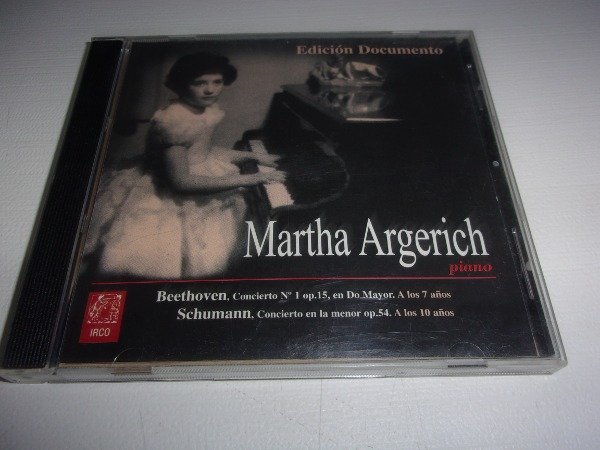 Edición Documento
Martha Argerich
piano
Beethoven, Concierto Nº 1 op.15, en Do Mayor. A los 7 años
Schumann, Concierto en la menor op.54. A los 10 años
IRCO